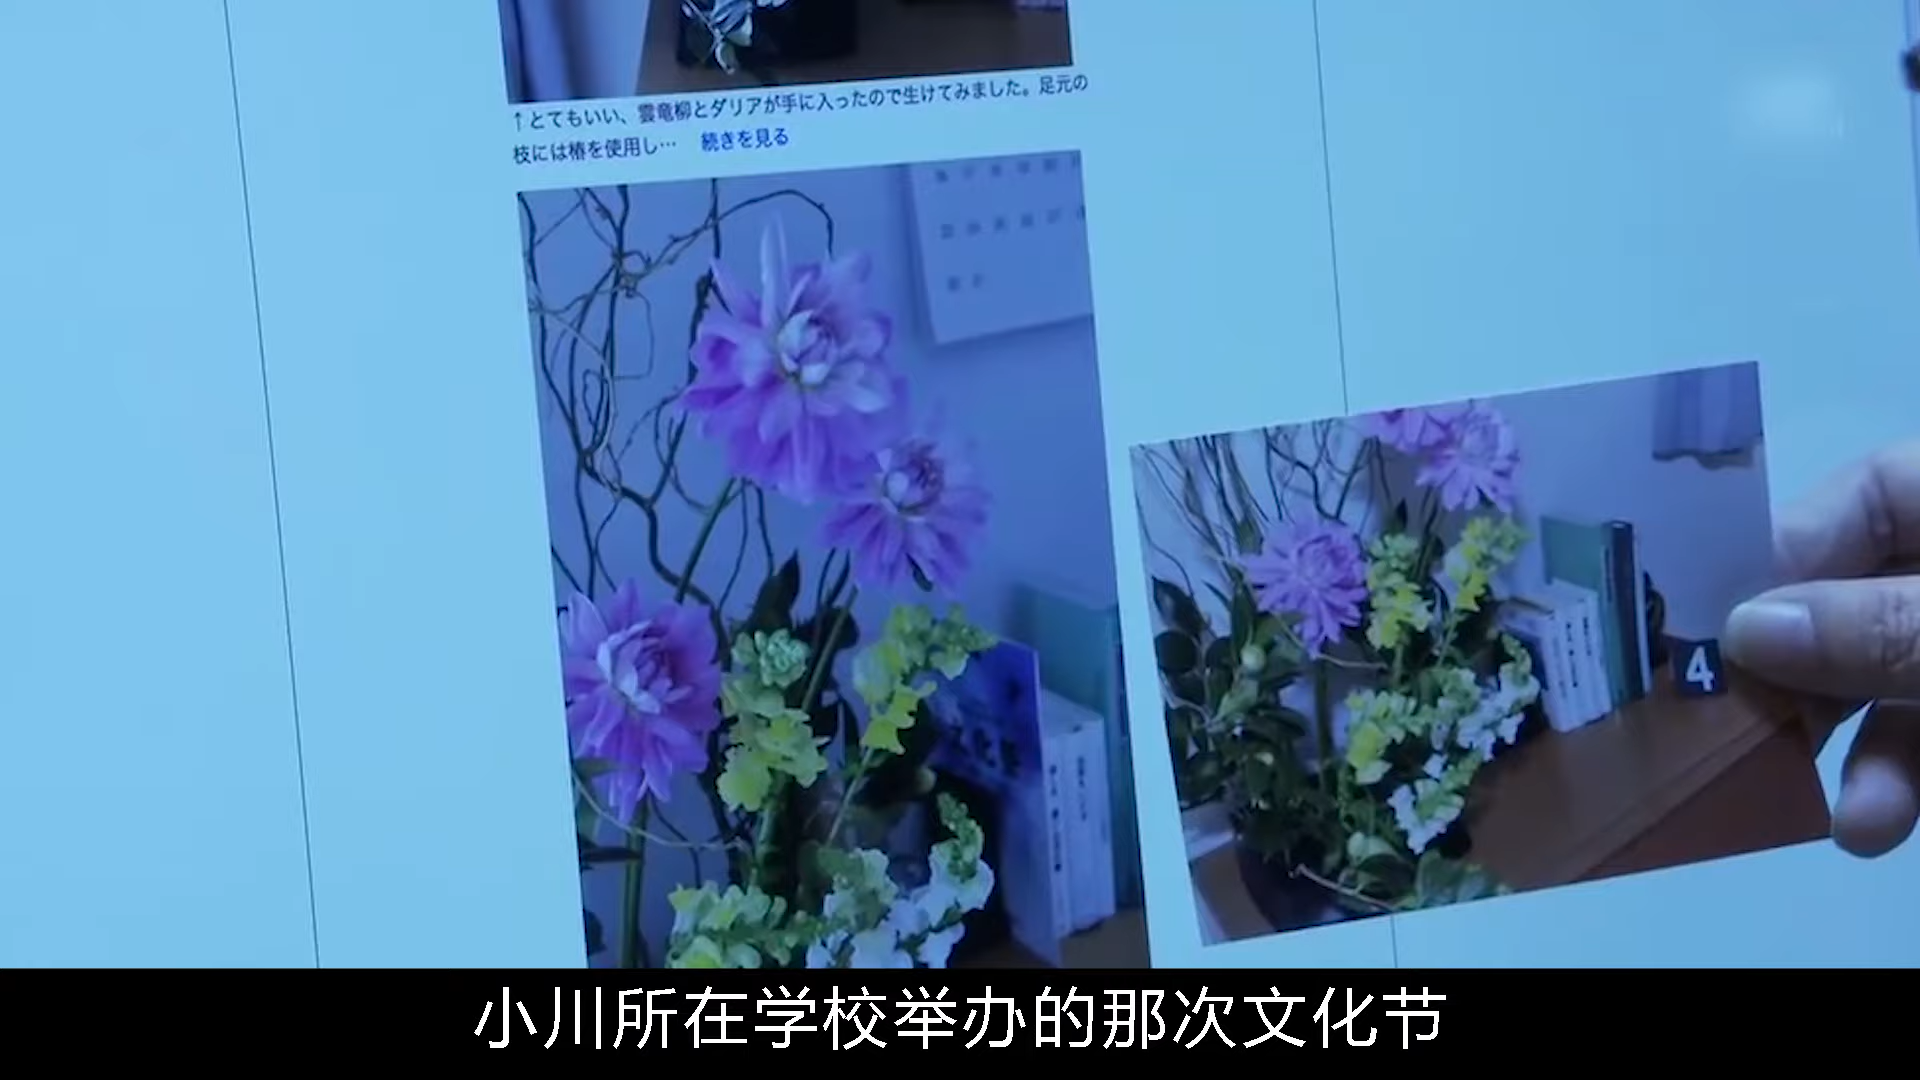 ↑とてもいい、雲竜柳とダリアが手に入ったので生けてみました。足元の
枝には椿を使用し… 続きを見る
4
小川所在学校举办的那次文化节